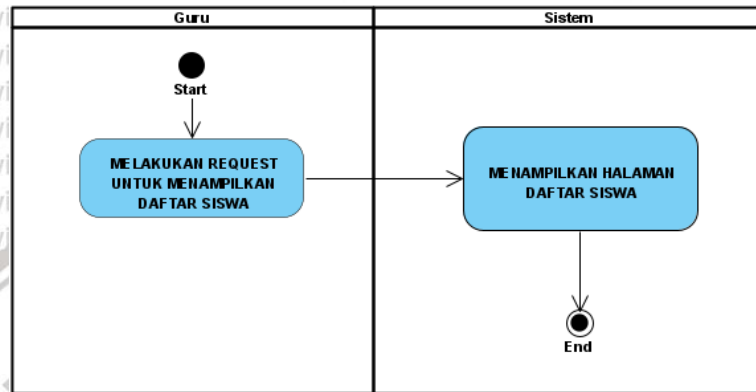 Guru
Sistem
Start
MELAKUKAN REQUEST
UNTUK MENAMPILKAN
DAFTAR SISWA
MENAMPILKAN HALAMAN
DAFTAR SISWA
End